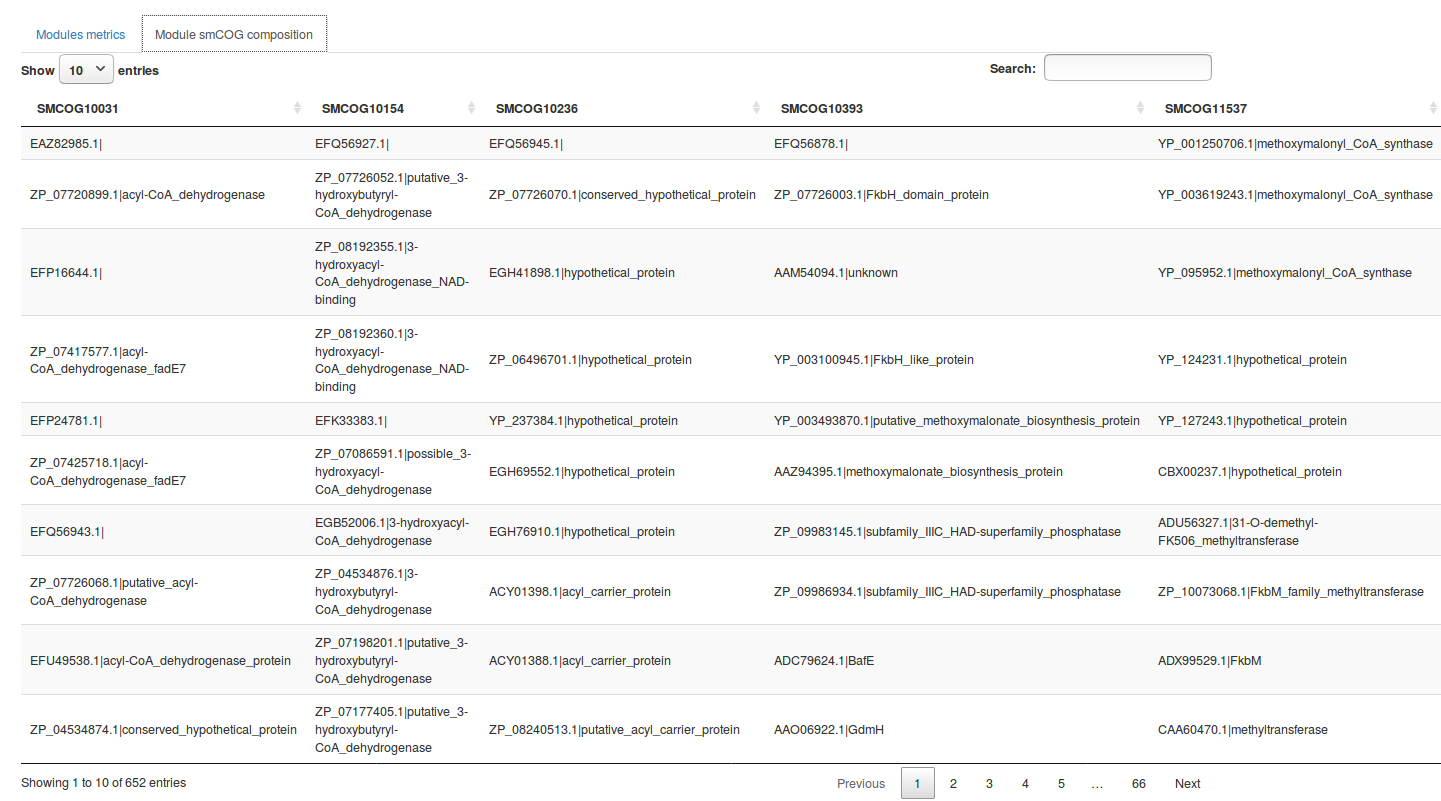 Modules metrics Module smCOG composition
Show 10 entries Search:
SMCOG10031 SMCOG10154 SMCOG10236 SMCOG10393 SMCOG11537
EAZ82985.1| EFQ56927.1| EFQ56945.1| EFQ56878.1| YP_001250706.1|methoxymalonyl_CoA_synthase
ZP_07720899.1|acyl-CoA_dehydrogenase
ZP_07726052.1|putative_3-
hydroxybutyryl-
CoA_dehydrogenase
ZP_07726070.1|conserved_hypothetical_protein
ZP_07726003.1|FkbH_domain_protein
YP_003619243.1|methoxymalonyl_CoA_synthase
EFP16644.1|
ZP_08192355.1|3-
hydroxyacyl-
CoA_dehydrogenase_NAD-
binding
EGH41898.1|hypothetical_protein
AAM54094.1|unknown
YP_095952.1|methoxymalonyl_CoA_synthase
ZP_07417577.1|acyl-
CoA_dehydrogenase_fadE7
ZP_08192360.1|3-
hydroxyacyl-
CoA_dehydrogenase_NAD-
binding
ZP_06496701.1|hypothetical_protein
YP_003100945.1|FkbH_like_protein
YP_124231.1|hypothetical_protein
EFP24781.1| EFK33383.1| YP_237384.1|hypothetical_protein YP_003493870.1|putative_methoxymalonate_biosynthesis_protein YP_127243.1|hypothetical_protein
ZP_07425718.1|acyl-
CoA_dehydrogenase_fadE7
ZP_07086591.1|possible_3-
hydroxyacyl-
CoA_dehydrogenase
EGH69552.1|hypothetical_protein
AAZ94395.1|methoxymalonate_biosynthesis_protein
CBX00237.1|hypothetical_protein
EFQ56943.1|
EGB52006.1|3-hydroxyacyl-
CoA_dehydrogenase
EGH76910.1|hypothetical_protein
ZP_09983145.1|subfamily_IIIC_HAD-superfamily_phosphatase
ADU56327.1|31-O-demethyl-
FK506_methyltransferase
ZP_07726068.1|putative_acyl-
CoA_dehydrogenase
ZP_04534876.1|3-
hydroxybutyryl-
CoA_dehydrogenase
ACY01398.1|acyl_carrier_protein
ZP_09986934.1|subfamily_IIIC_HAD-superfamily_phosphatase
ZP_10073068.1|FkbM_family_methyltransferase
EFU49538.1|acyl-CoA_dehydrogenase_protein
ZP_07198201.1|putative_3-
hydroxybutyryl-
CoA_dehydrogenase
ACY01388.1|acyl_carrier_protein
ADC79624.1|BafE
ADX99529.1|FkbM
ZP_04534874.1|conserved_hypothetical_protein
ZP_07177405.1|putative_3-
hydroxybutyryl-
CoA_dehydrogenase
ZP_08240513.1|putative_acyl_carrier_protein
AAO06922.1|GdmH
CAA60470.1|methyltransferase
Showing 1 to 10 of 652 entries Previous 1 2 3 4 5 … 66 Next